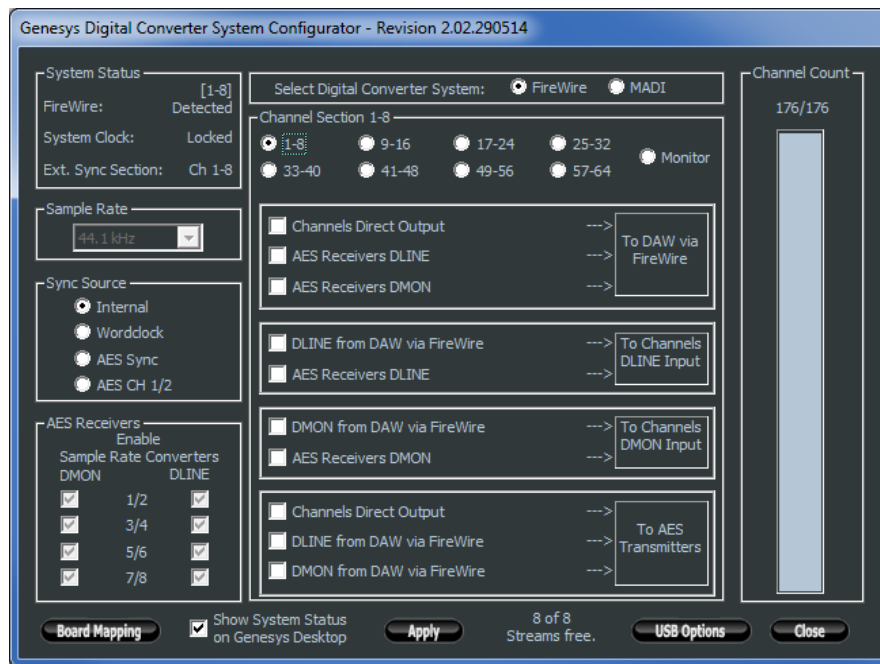 Genesys Digital Converter System Configurator - Revision 2.02.290514
System Status
[1-8]
FireWire: Detected
System Clock: Locked
Ext. Sync Section: Ch 1-8
Sample Rate
44.1 kHz
Sync Source
Internal
Wordclock
AES Sync
AES CH 1/2
AES Receivers
Enable
Sample Rate Converters
DMON DLINE
1/2
3/4
5/6
7/8
Select Digital Converter System: FireWire MADI
Channel Section 1-8
1-8 9-16 17-24 25-32
33-40 41-48 49-56 57-64
Monitor
Channels Direct Output --->
AES Receivers DLINE --->
AES Receivers DMON --->
To DAW via
FireWire
DLINE from DAW via FireWire --->
AES Receivers DLINE --->
To Channels
DLINE Input
DMON from DAW via FireWire --->
AES Receivers DMON --->
To Channels
DMON Input
Channels Direct Output --->
DLINE from DAW via FireWire --->
DMON from DAW via FireWire --->
To AES
Transmitters
Channel Count
176/176
Board Mapping
Show System Status
on Genesys Desktop
Apply
8 of 8
Streams free.
USB Options
Close